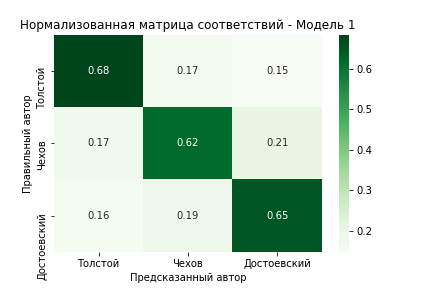 Нормализованная матрица соответствий - Модель 1
Правильный автор
Толстой
0.68 0.17 0.15
Чехов
0.17 0.62 0.21
Достоевский
0.16 0.19 0.65
Толстой Чехов Достоевский
Предсказанный автор
0.6
0.5
0.4
0.3
0.2